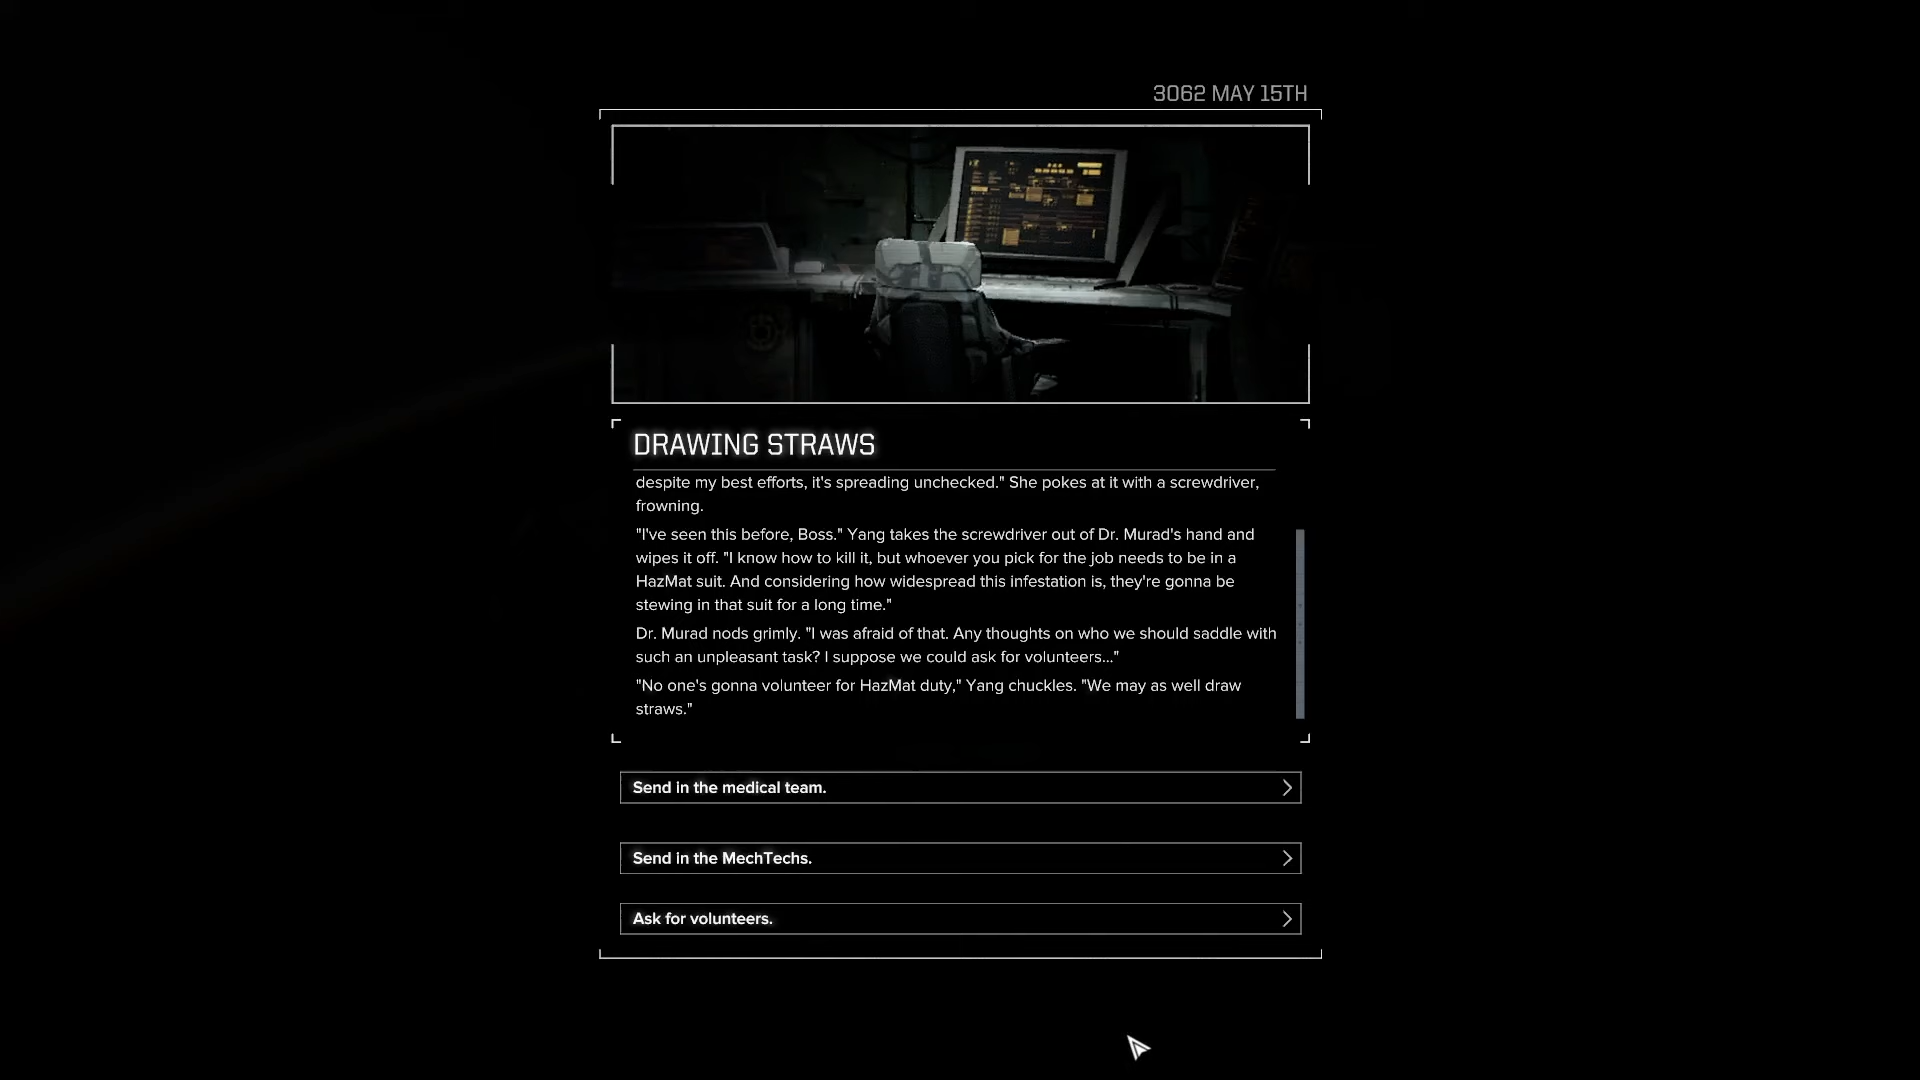 3062 MAY 15TH
DRAWING STRAWS
despite my best efforts, it's spreading unchecked." She pokes at it with a screwdriver,
frowning.
"I've seen this before, Boss." Yang takes the screwdriver out of Dr. Murad's hand and
wipes it off. "I know how to kill it, but whoever you pick for the job needs to be in a
HazMat suit. And considering how widespread this infestation is, they're gonna be
stewing in that suit for a long time."
Dr. Murad nods grimly. "I was afraid of that. Any thoughts on who we should saddle with
such an unpleasant task? I suppose we could ask for volunteers..."
"No one's gonna volunteer for HazMat duty," Yang chuckles. "We may as well draw
straws."
Send in the medical team.
Send in the MechTechs.
Ask for volunteers.